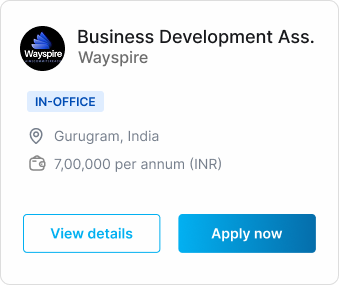 Business Development Ass.
Wayspire
Wayspire
IN-OFFICE
Gurugram, India
7,00,000 per annum (INR)
View details
Apply now